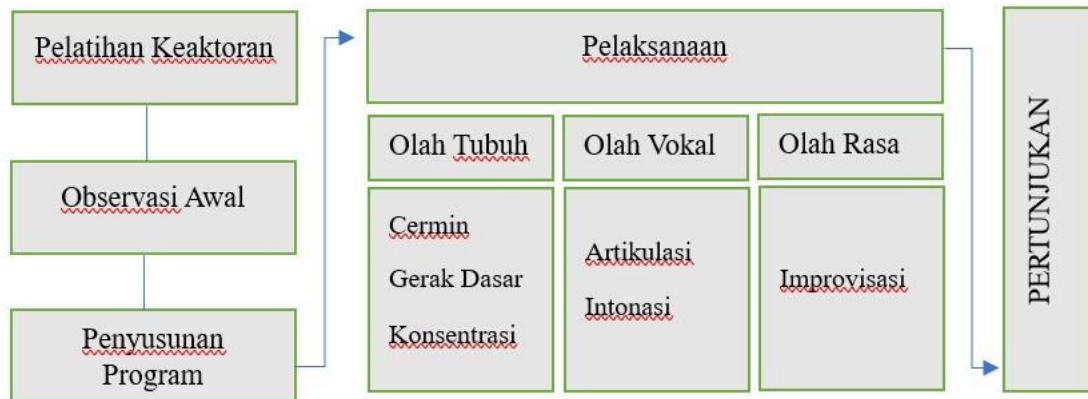 Pelatihan Keaktoran
Observasi Awal
Penyusunan
Program
Pelaksanaan
Olah Tubuh
Cermin
Gerak Dasar
Konsentrasi
Olah Vokal
Artikulasi
Intonasi
Olah Rasa
Improvisasi
PERTUNJUKAN